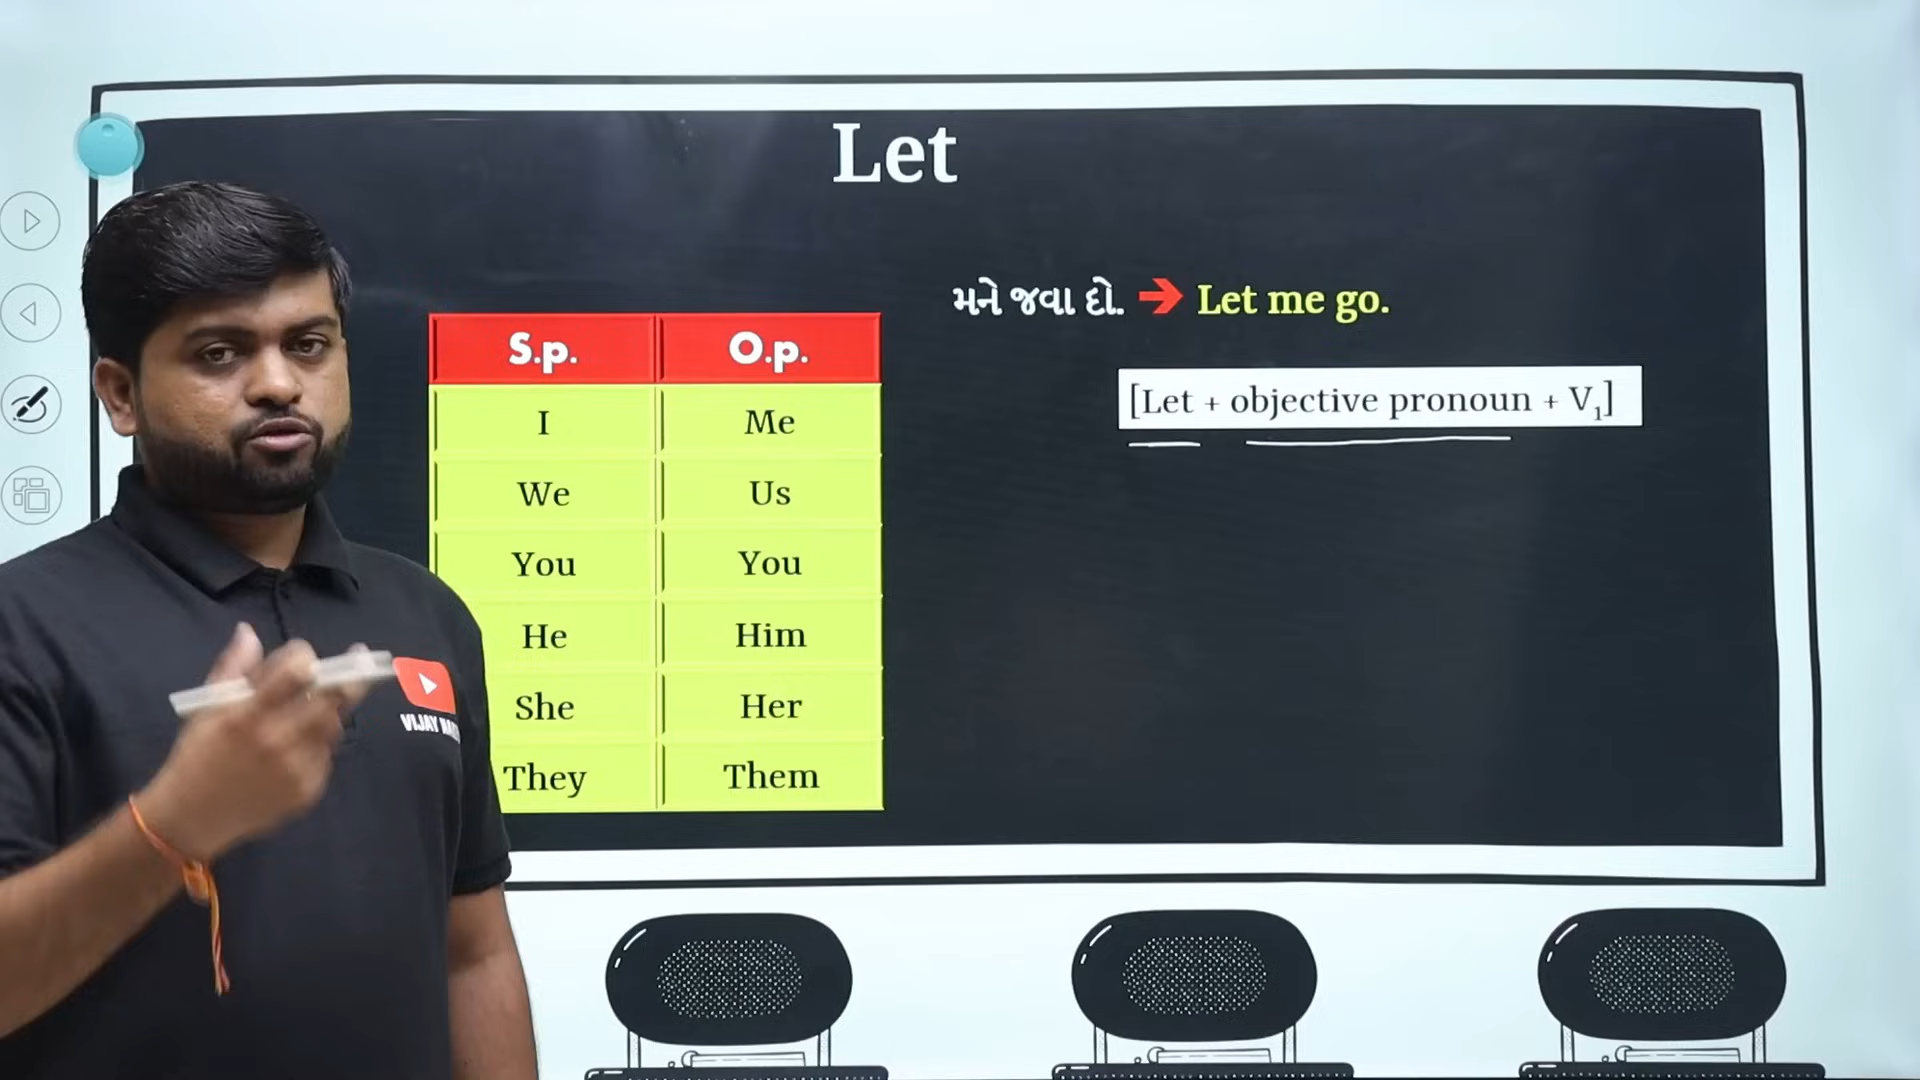 Let
મને જવા દો. ➔ Let me go.
[Let + objective pronoun + V₁]
S.p. O.p.
I Me
We Us
You You
He Him
She Her
They Them
VIJAY